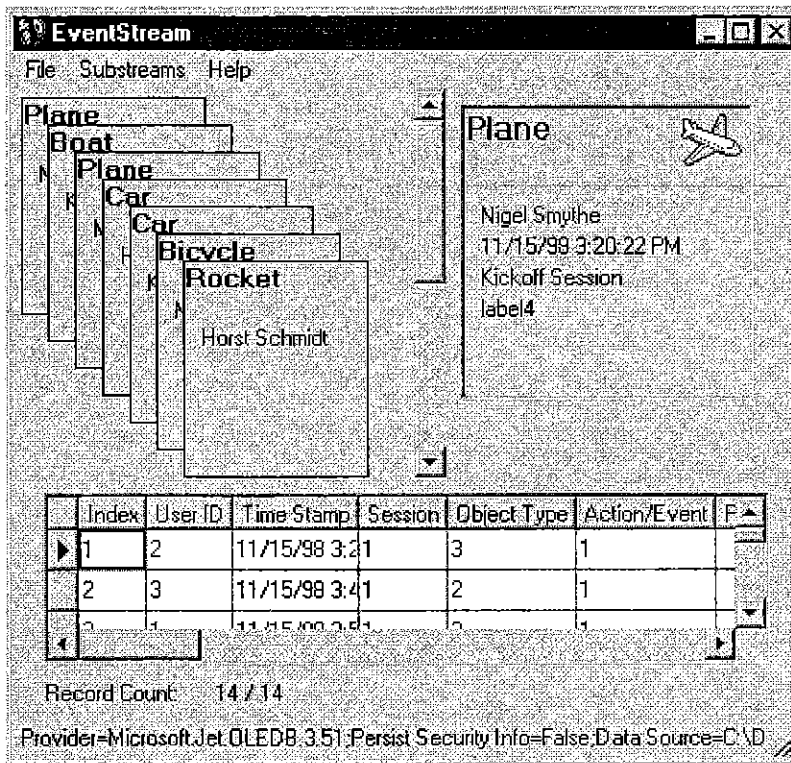 EventStream
File Substreams Help
Plane
Boat
Plane
Car
Car
Bicycle
Rocket
Horst Schmidt
Plane
Nigel Smythe
11/15/98 3:20:22 PM
Kickoff Session
label4
Index User ID Time Stamp Session Object Type Action/Event F
1 2 11/15/98 3:2 1 3 1
2 3 11/15/98 3:4 1 2 1
Record Count: 14 / 14
Provider=Microsoft.Jet.OLEDB.3.51;Persist Security Info=False;Data Source=C:\D